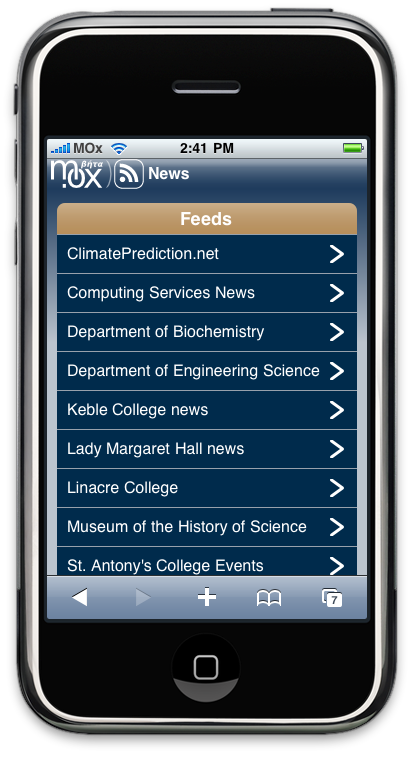 MOx
2:41 PM
βήτα
m.ox
News
Feeds
ClimatePrediction.net
Computing Services News
Department of Biochemistry
Department of Engineering Science
Keble College news
Lady Margaret Hall news
Linacre College
Museum of the History of Science
St. Antony's College Events
7